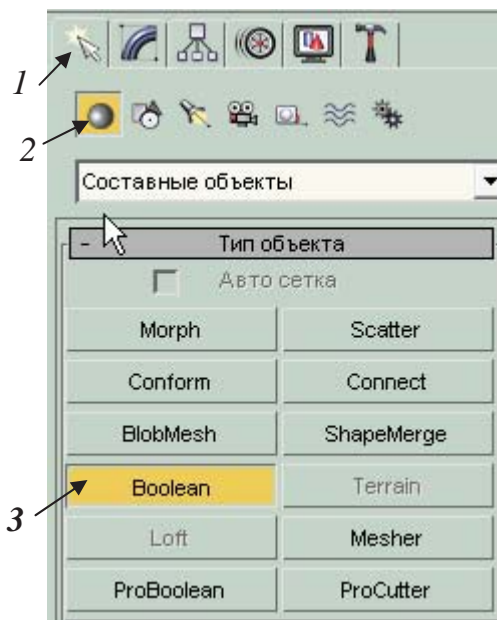 1
2
Составные объекты
- Тип объекта
Авто сетка
Morph Scatter
Conform Connect
BlobMesh ShapeMerge
Boolean Terrain
3
Loft Mesher
ProBoolean ProCutter